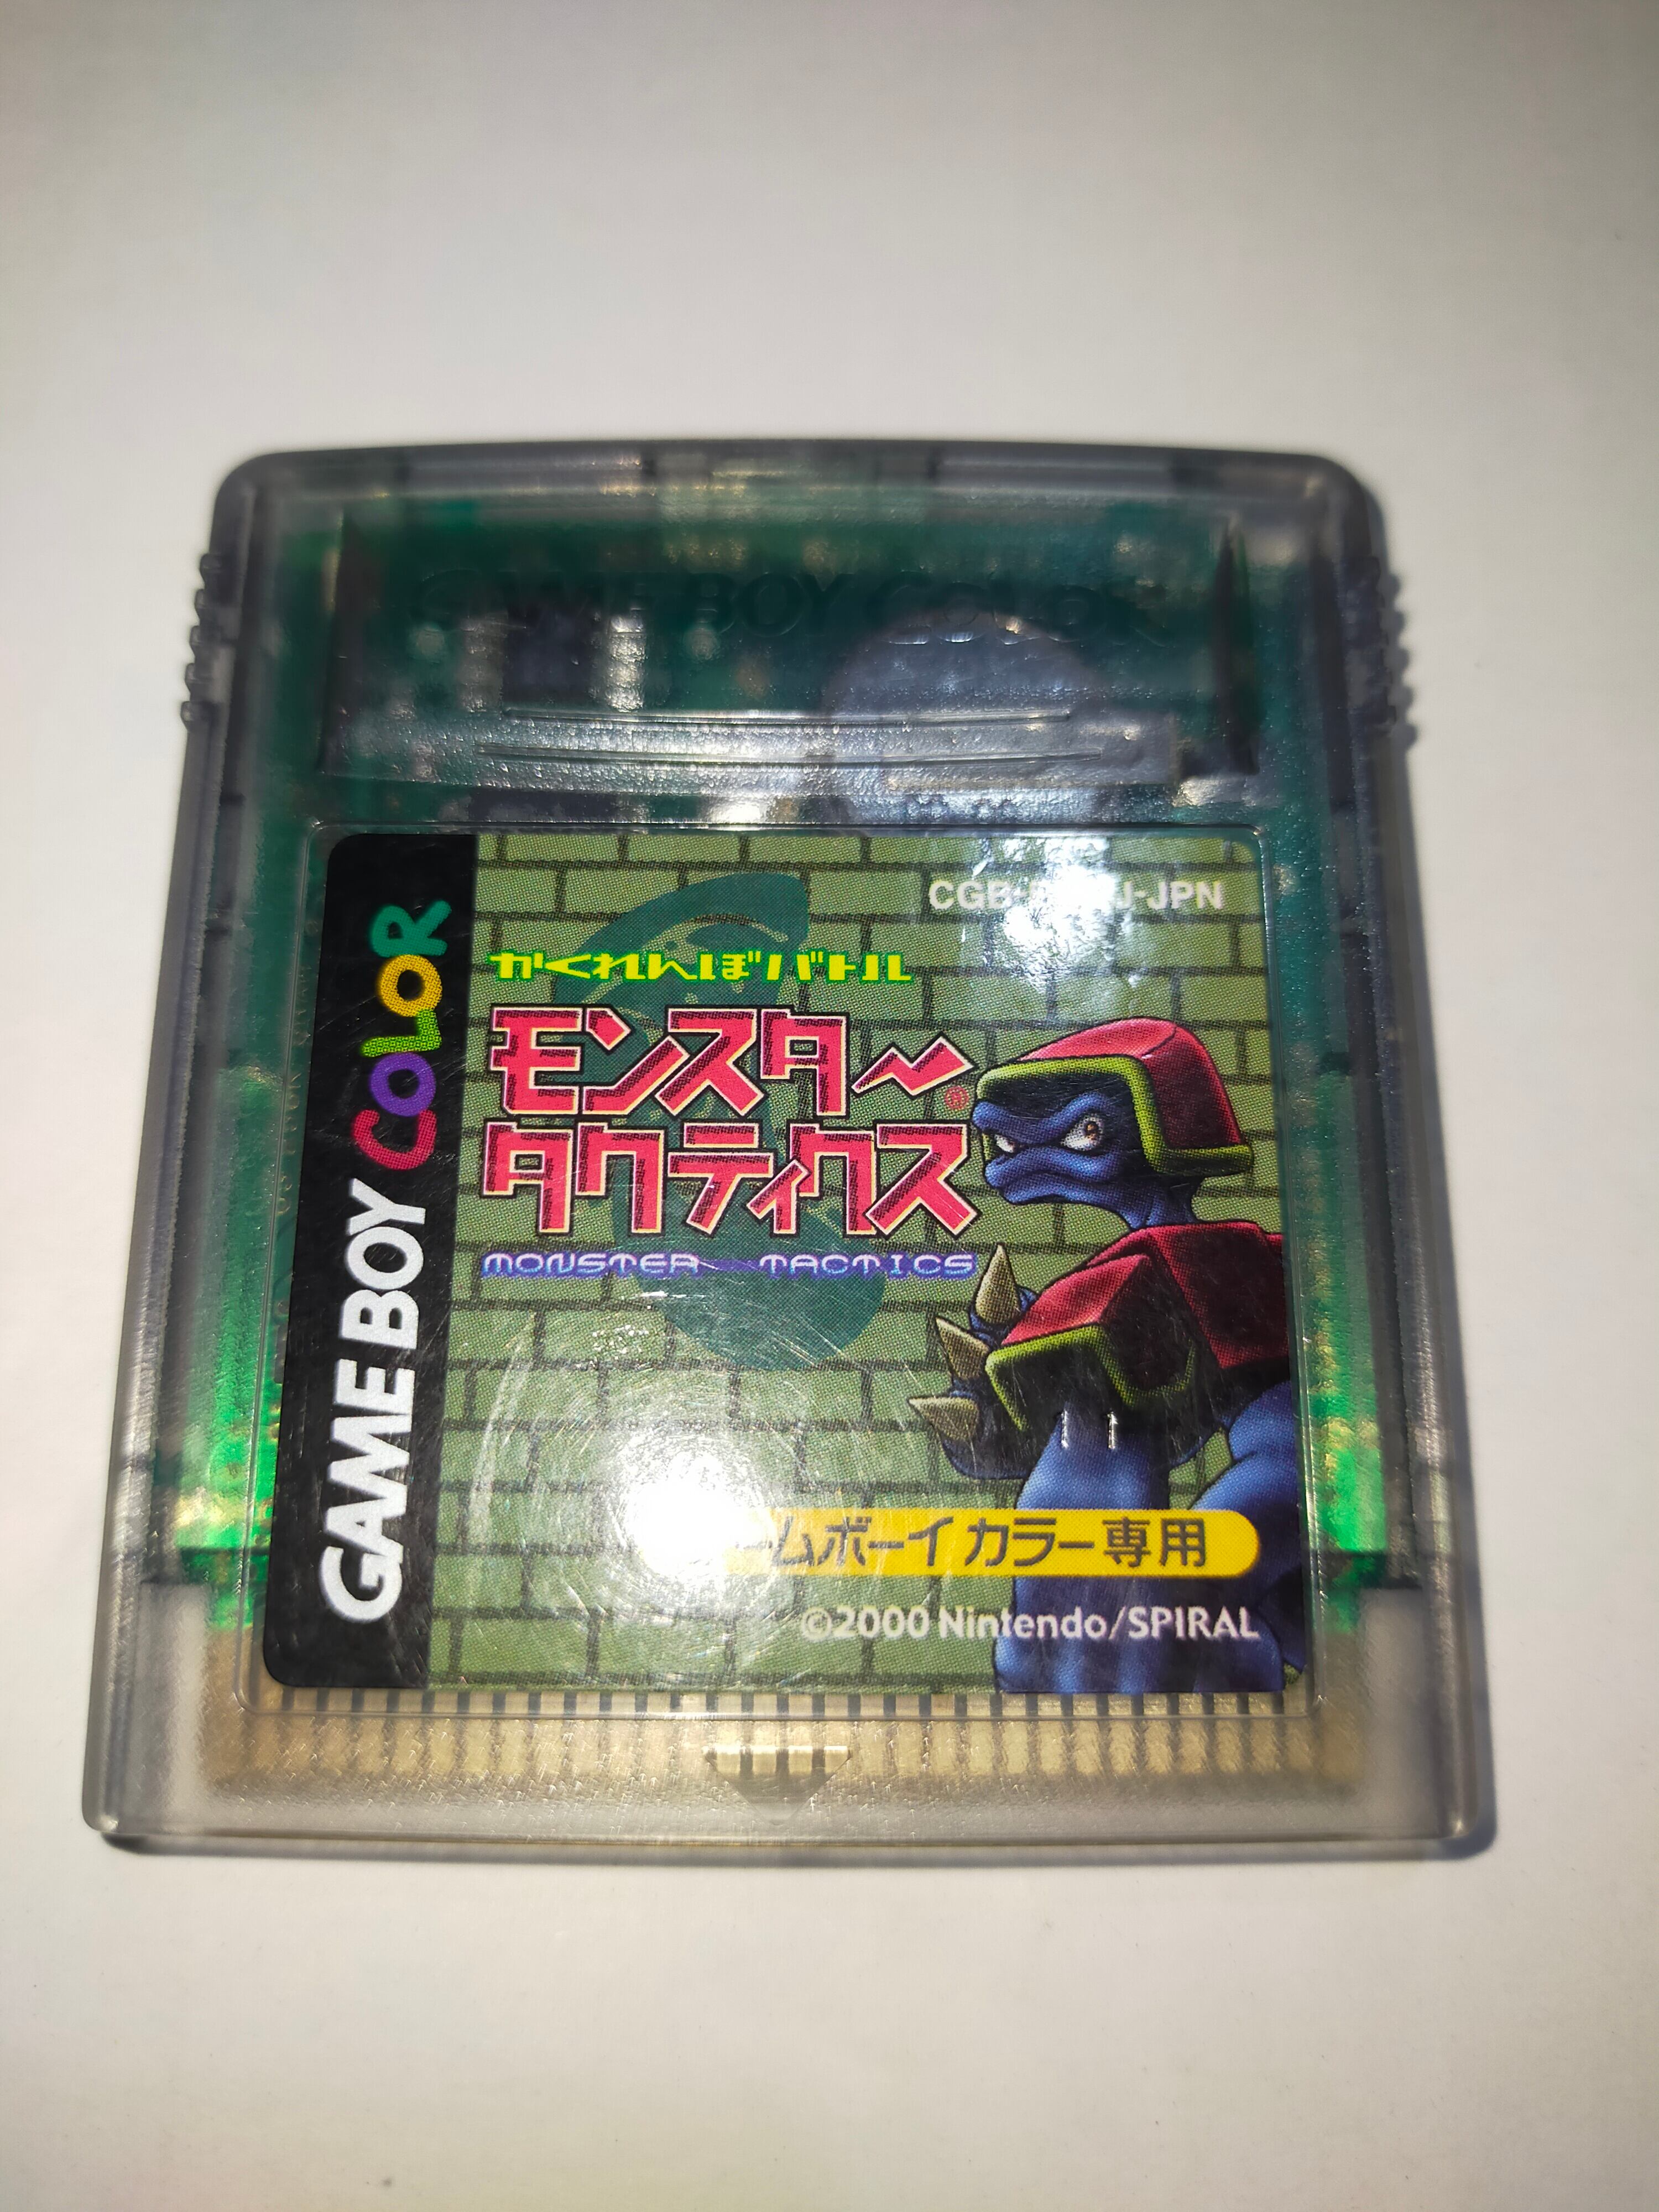 GAME BOY COLOR
GAME BOY COLOR
かくれんぼバトル
モンスター®
タクティクス
MONSTER TACTICS
ームボーイカラー専用
©2000 Nintendo/SPIRAL